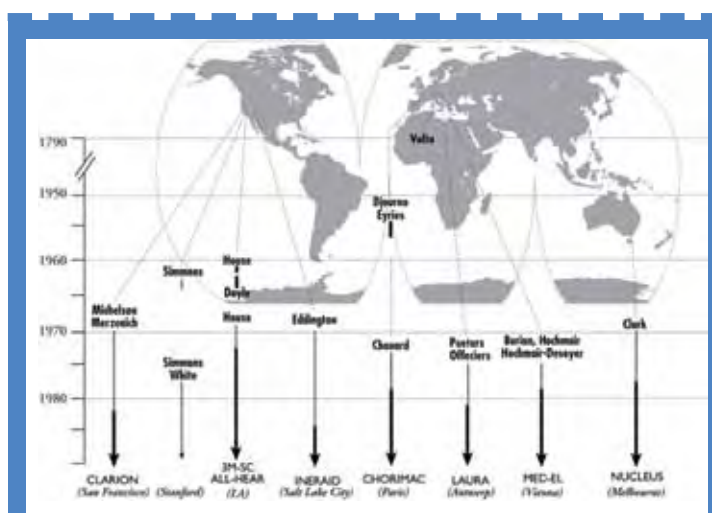 1790
Volta
1950
Djourno
Eyries
1960
Simmons
House
Doyle
Michelson
Merzenich
House
Eddington
Clark
1970
Chouard
Peeters
Offeciers
Burian, Hochmair
Hochmair-Desoyer
Simmons
White
1980
CLARION
(San Francisco)
(Stanford)
3M-SC
ALL-HEAR
(LA)
INERAID
(Salt Lake City)
CHORIMAC
(Paris)
LAURA
(Antwerp)
MED-EL
(Vienna)
NUCLEUS
(Melbourne)